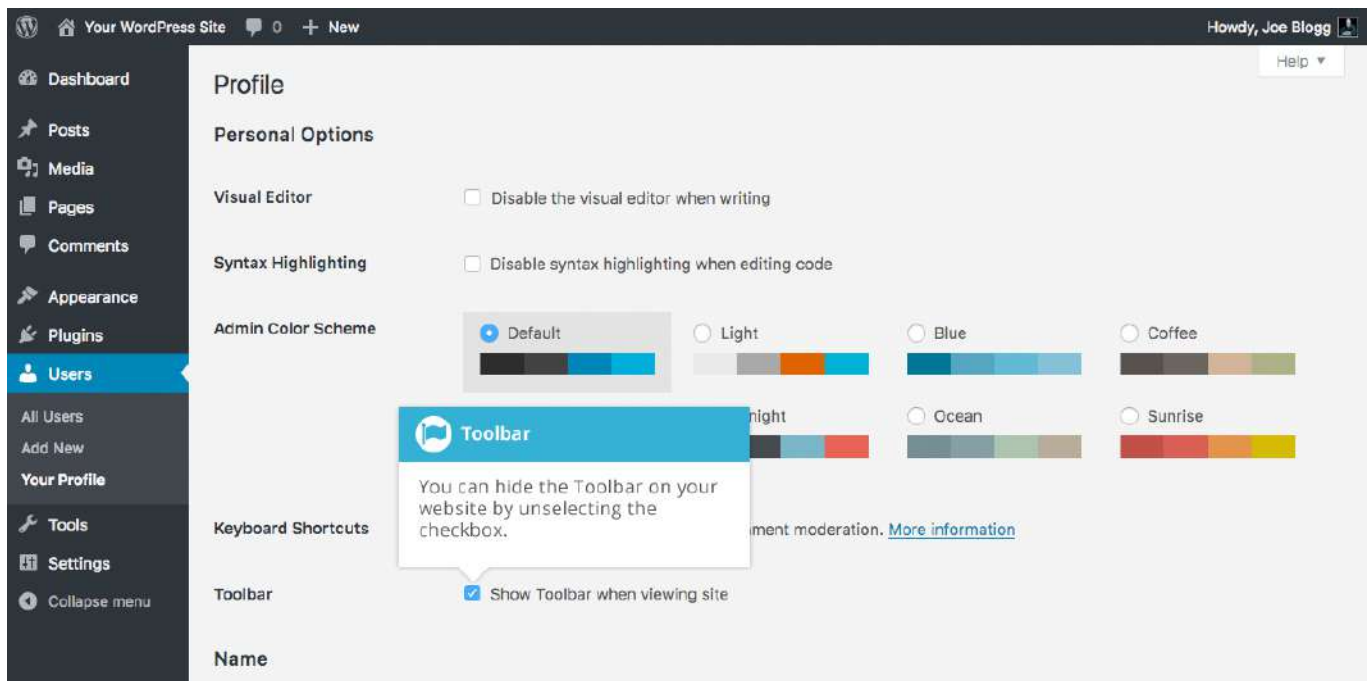 Your WordPress Site 0 + New Howdy, Joe Blogg
Help
Dashboard
Posts
Media
Pages
Comments
Appearance
Plugins
Users
All Users
Add New
Your Profile
Tools
Settings
Collapse menu
Profile
Personal Options
Visual Editor Disable the visual editor when writing
Syntax Highlighting Disable syntax highlighting when editing code
Admin Color Scheme Default Light Blue Coffee
night Ocean Sunrise
Toolbar
You can hide the Toolbar on your
website by unselecting the
checkbox.
Keyboard Shortcuts ment moderation. More information
Toolbar Show Toolbar when viewing site
Name